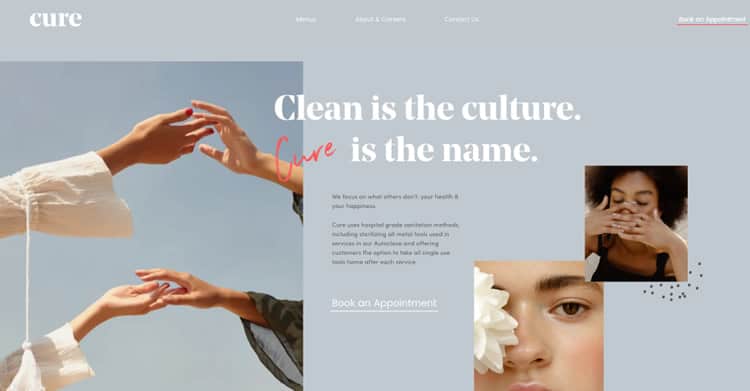 cure
Menus
About & Careers
Contact Us
Book an Appointment
Clean is the culture.
Cure is the name.
We focus on what others don't: your health &
your happiness.
Cure uses hospital grade sanitation methods,
including sterilizing all metal tools used in
services in our Autoclave and offering
customers the option to take all single use
tools home after each service.
Book an Appointment